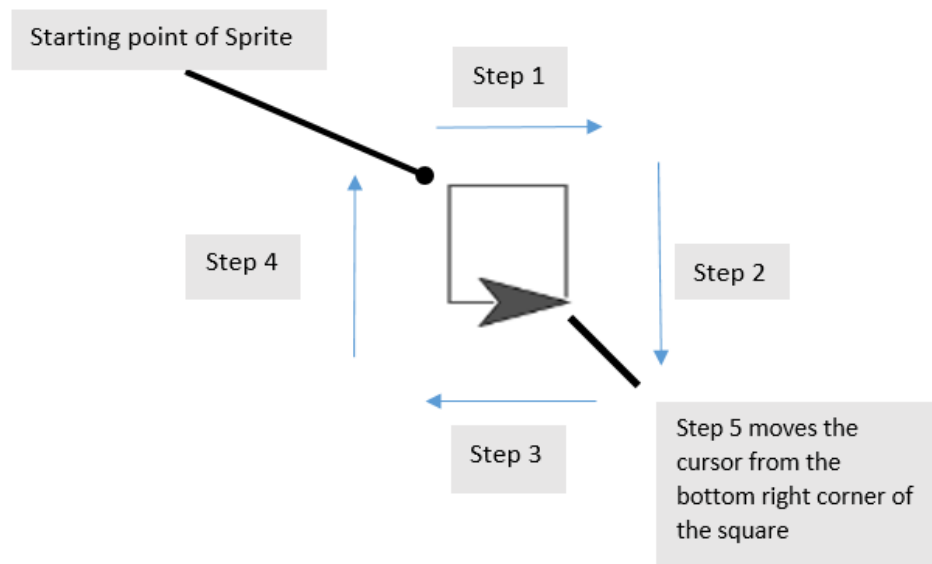 Starting point of Sprite
Step 1
Step 4
Step 2
Step 3
Step 5 moves the
cursor from the
bottom right corner of
the square